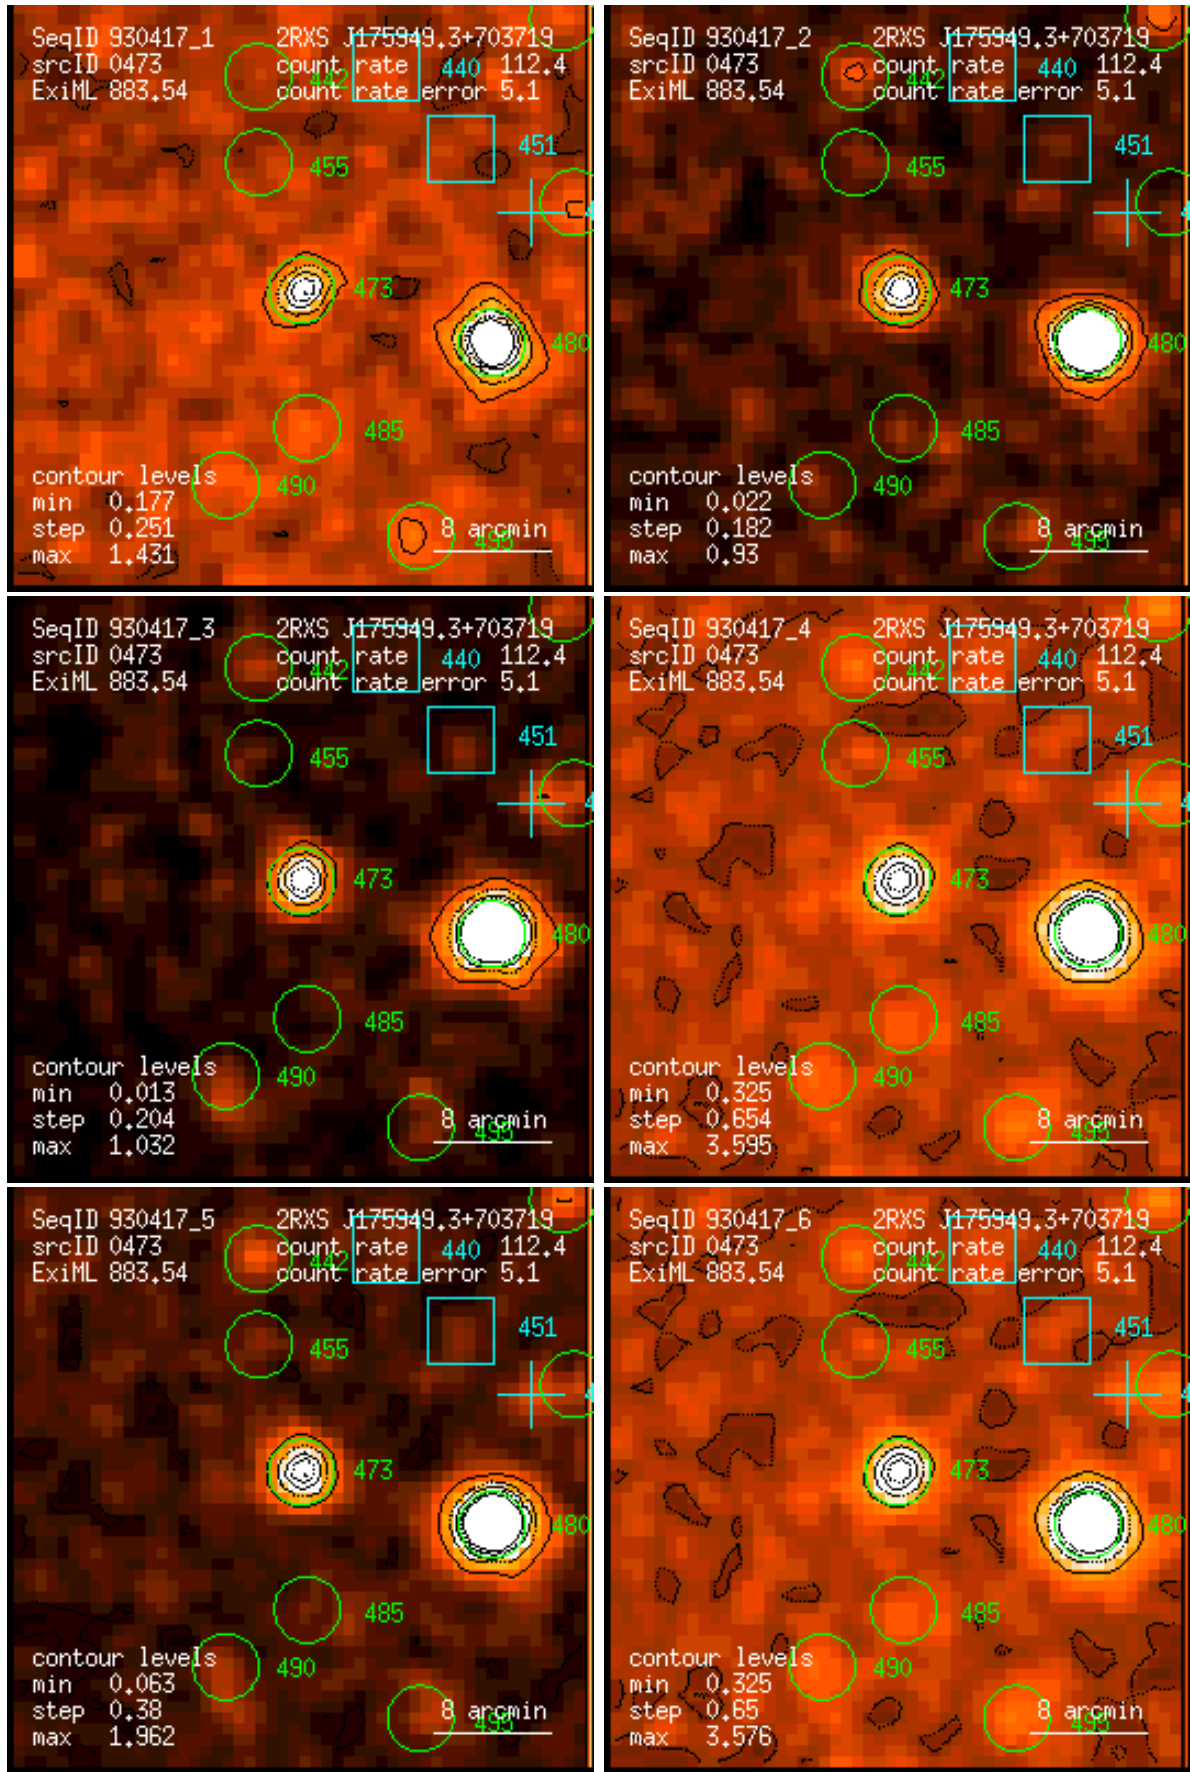 SeqID 930417_1 2RXS J175949.3+703719
srcID 0473 442 count rate 440 112.4
ExiML 883.54 count rate error 5.1
451
455
473
480
485
contour levels 490
min 0.177
step 0.251 8 arcmin 495
max 1.431
SeqID 930417_2 2RXS J175949.3+703719
srcID 0473 442 count rate 440 112.4
ExiML 883.54 count rate error 5.1
451
455
473
480
485
contour levels 490
min 0.022
step 0.182 8 arcmin 495
max 0.93
SeqID 930417_3 2RXS J175949.3+703719
srcID 0473 442 count rate 440 112.4
ExiML 883.54 count rate error 5.1
451
455
473
480
485
contour levels 490
min 0.013
step 0.204 8 arcmin 495
max 1.032
SeqID 930417_4 2RXS J175949.3+703719
srcID 0473 442 count rate 440 112.4
ExiML 883.54 count rate error 5.1
451
455
473
480
485
contour levels 490
min 0.325
step 0.654 8 arcmin 495
max 3.595
SeqID 930417_5 2RXS J175949.3+703719
srcID 0473 442 count rate 440 112.4
ExiML 883.54 count rate error 5.1
451
455
473
480
485
contour levels 490
min 0.063
step 0.38 8 arcmin 495
max 1.962
SeqID 930417_6 2RXS J175949.3+703719
srcID 0473 442 count rate 440 112.4
ExiML 883.54 count rate error 5.1
451
455
473
480
485
contour levels 490
min 0.325
step 0.65 8 arcmin 495
max 3.576